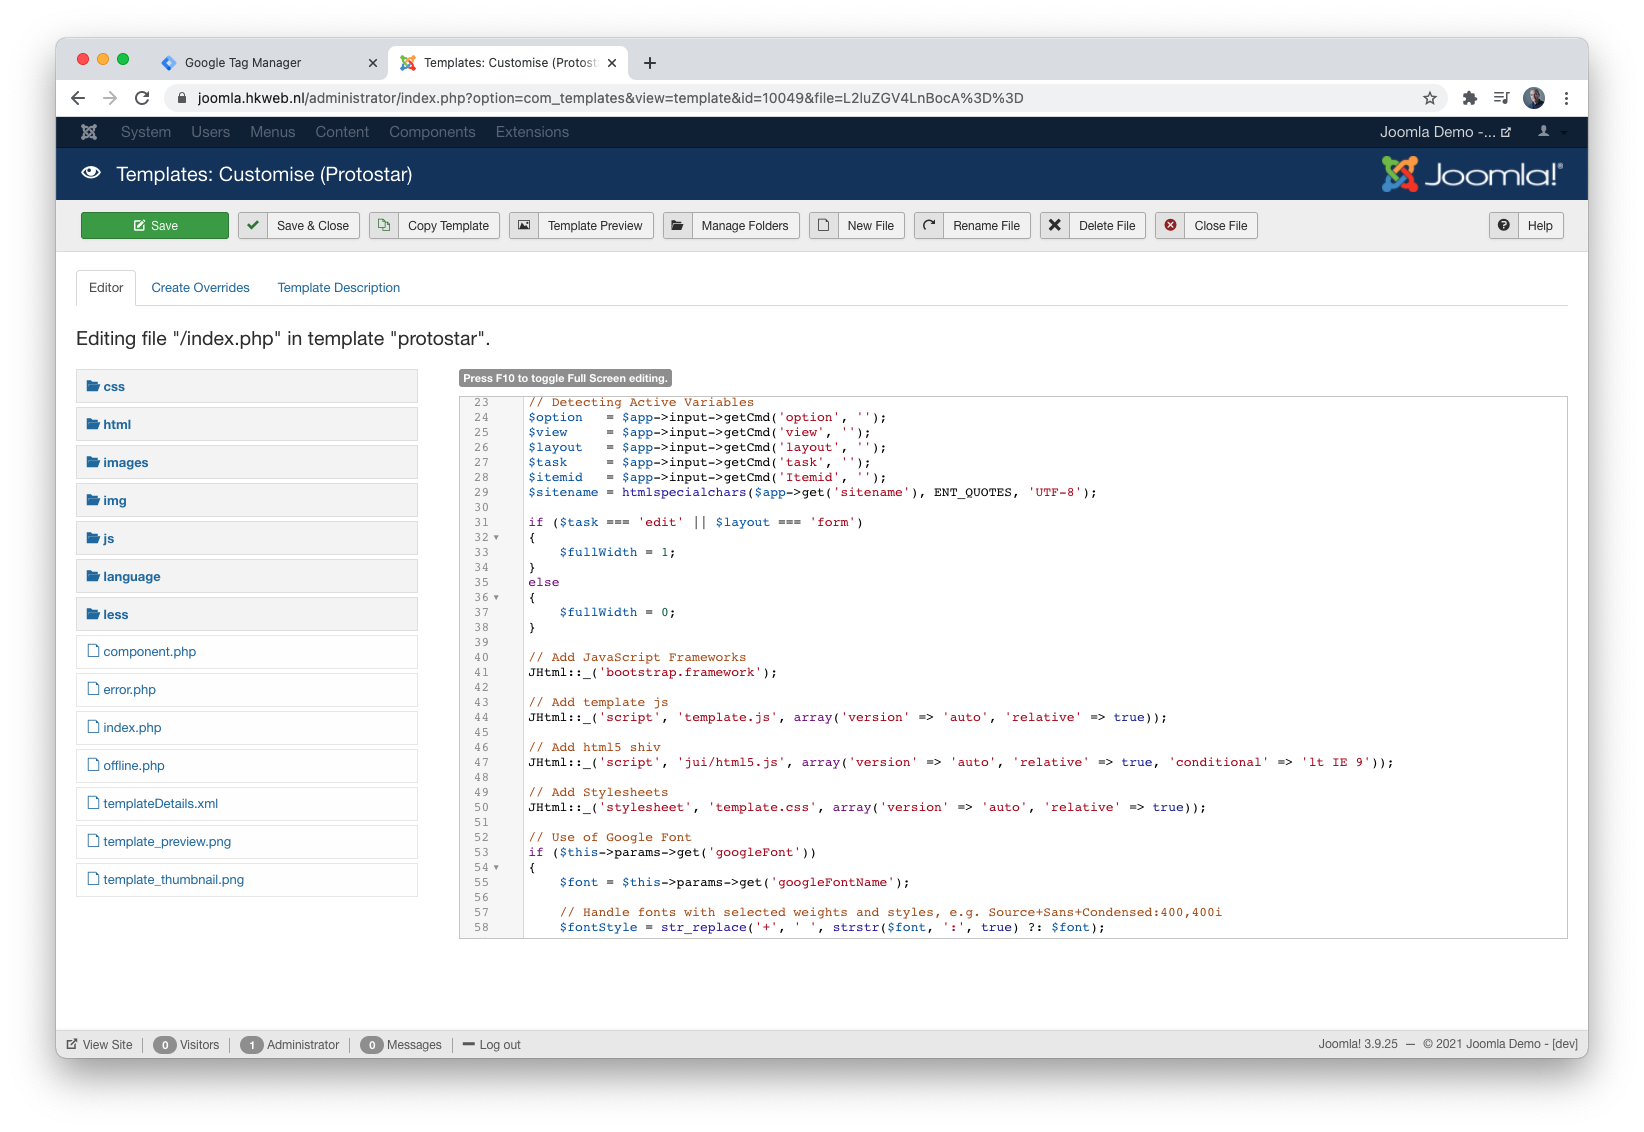 Google Tag Manager
Templates: Customise (Protost
joomla.hkweb.nl/administrator/index.php?option=com_templates&view=template&id=10049&file=L2luZGV4LnBocA%3D%3D
System Users Menus Content Components Extensions Joomla Demo -...
Templates: Customise (Protostar) Joomla!®
Save Save & Close Copy Template Template Preview Manage Folders New File Rename File Delete File Close File Help
Editor Create Overrides Template Description
Editing file "/index.php" in template "protostar".
css
html
images
img
js
language
less
component.php
error.php
index.php
offline.php
templateDetails.xml
template_preview.png
template_thumbnail.png
Press F10 to toggle Full Screen editing.
23 // Detecting Active Variables
24 $option   = $app->input->getCmd('option', '');
25 $view     = $app->input->getCmd('view', '');
26 $layout   = $app->input->getCmd('layout', '');
27 $task     = $app->input->getCmd('task', '');
28 $itemid   = $app->input->getCmd('Itemid', '');
29 $sitename = htmlspecialchars($app->get('sitename'), ENT_QUOTES, 'UTF-8');
30
31 if ($task === 'edit' || $layout === 'form')
32 {
33     $fullWidth = 1;
34 }
35 else
36 {
37     $fullWidth = 0;
38 }
39
40 // Add JavaScript Frameworks
41 JHtml::_('bootstrap.framework');
42
43 // Add template js
44 JHtml::_('script', 'template.js', array('version' => 'auto', 'relative' => true));
45
46 // Add html5 shiv
47 JHtml::_('script', 'jui/html5.js', array('version' => 'auto', 'relative' => true, 'conditional' => 'lt IE 9'));
48
49 // Add Stylesheets
50 JHtml::_('stylesheet', 'template.css', array('version' => 'auto', 'relative' => true));
51
52 // Use of Google Font
53 if ($this->params->get('googleFont'))
54 {
55     $font = $this->params->get('googleFontName');
56
57     // Handle fonts with selected weights and styles, e.g. Source+Sans+Condensed:400,400i
58     $fontStyle = str_replace('+', ' ', strstr($font, ':', true) ?: $font);
View Site 0 Visitors 1 Administrator 0 Messages Log out Joomla! 3.9.25 — © 2021 Joomla Demo - [dev]